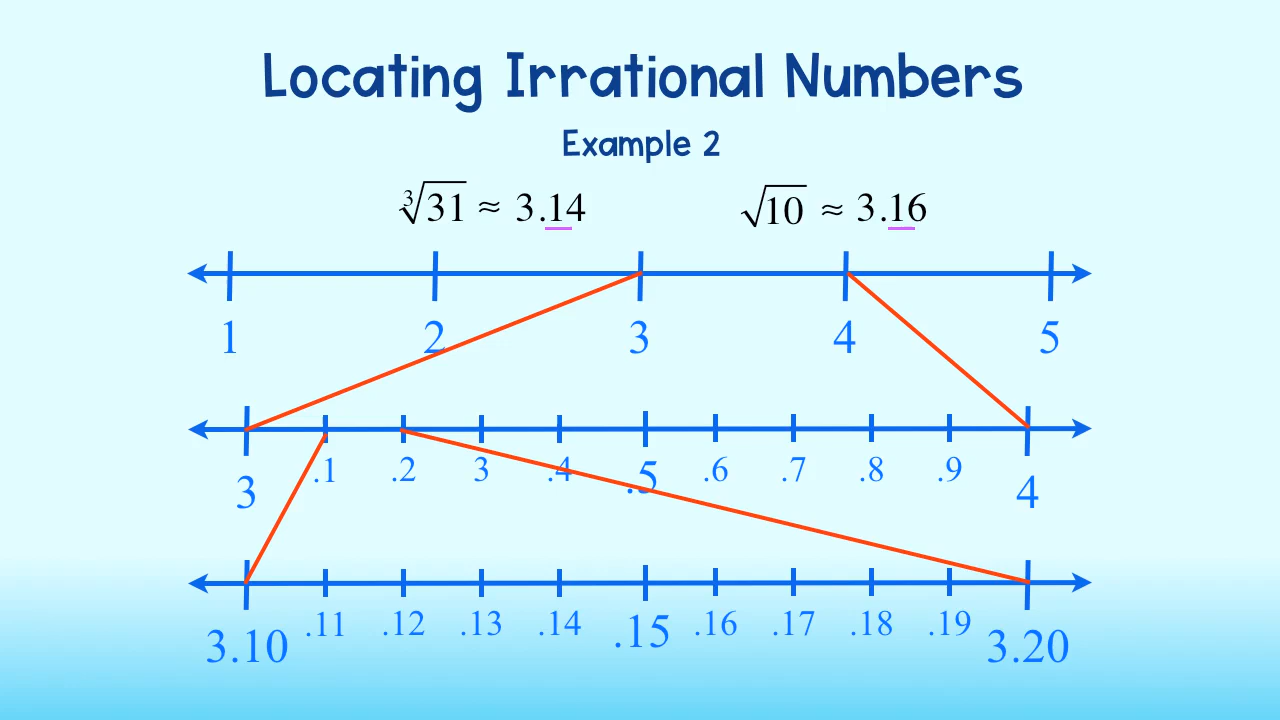 Locating Irrational Numbers
Example 2
∛31 ≈ 3.14 √10 ≈ 3.16
1 2 3 4 5
3 .1 .2 3 .4 .5 .6 .7 .8 .9 4
3.10 .11 .12 .13 .14 .15 .16 .17 .18 .19 3.20